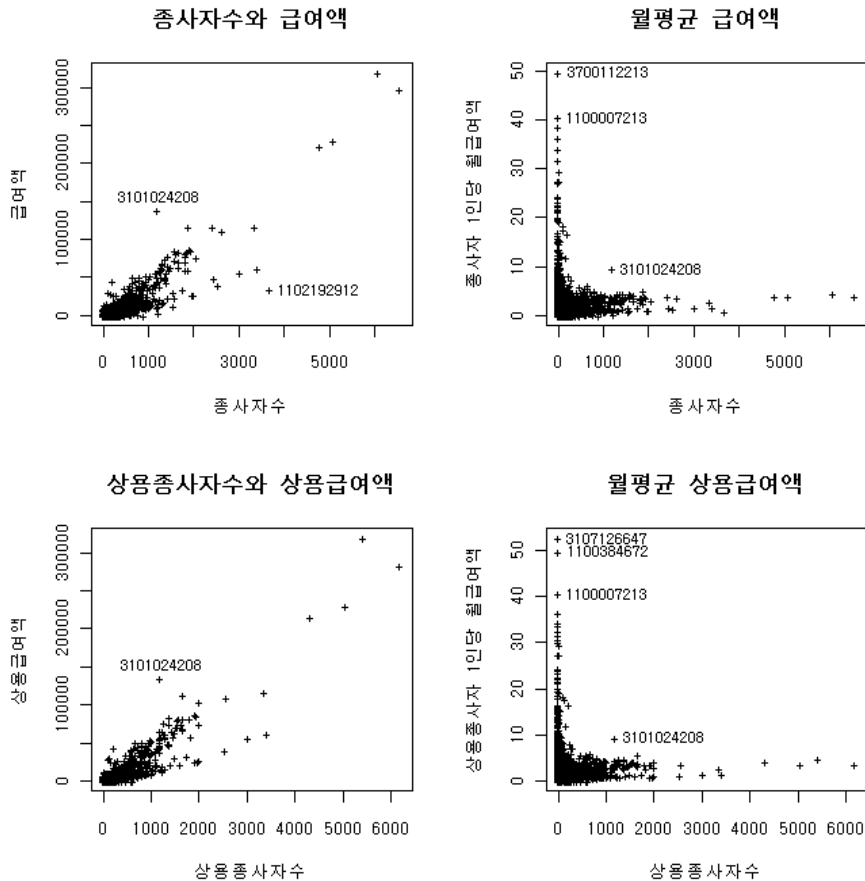 종사자수와 급여액
급여액
0 100000 200000 300000
3101024208
1102192912
0 1000 3000 5000
종사자수
월평균 급여액
종사자 1인당 월급여액
0 10 20 30 40 50
3700112213
1100007213
3101024208
0 1000 3000 5000
종사자수
상용종사자수와 상용급여액
상용급여액
0 100000 200000 300000
3101024208
0 1000 2000 3000 4000 5000 6000
상용종사자수
월평균 상용급여액
상용종사자 1인당 월급여액
0 10 20 30 40 50
3107126647
1100384672
1100007213
3101024208
0 1000 2000 3000 4000 5000 6000
상용종사자수